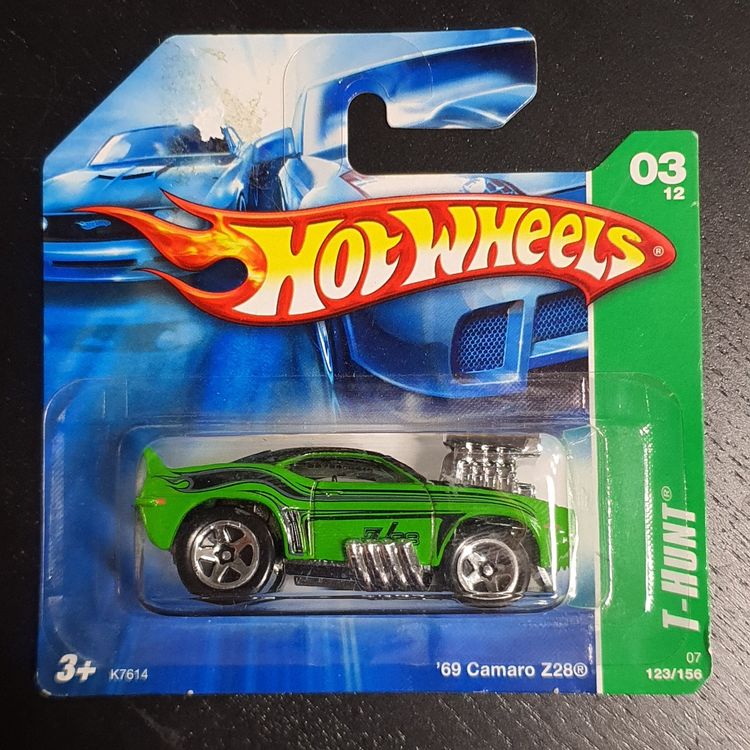 03
12
HOT WHEELS®
Z/28
T-HUNT®
3+
K7614
'69 Camaro Z28®
07
123/156